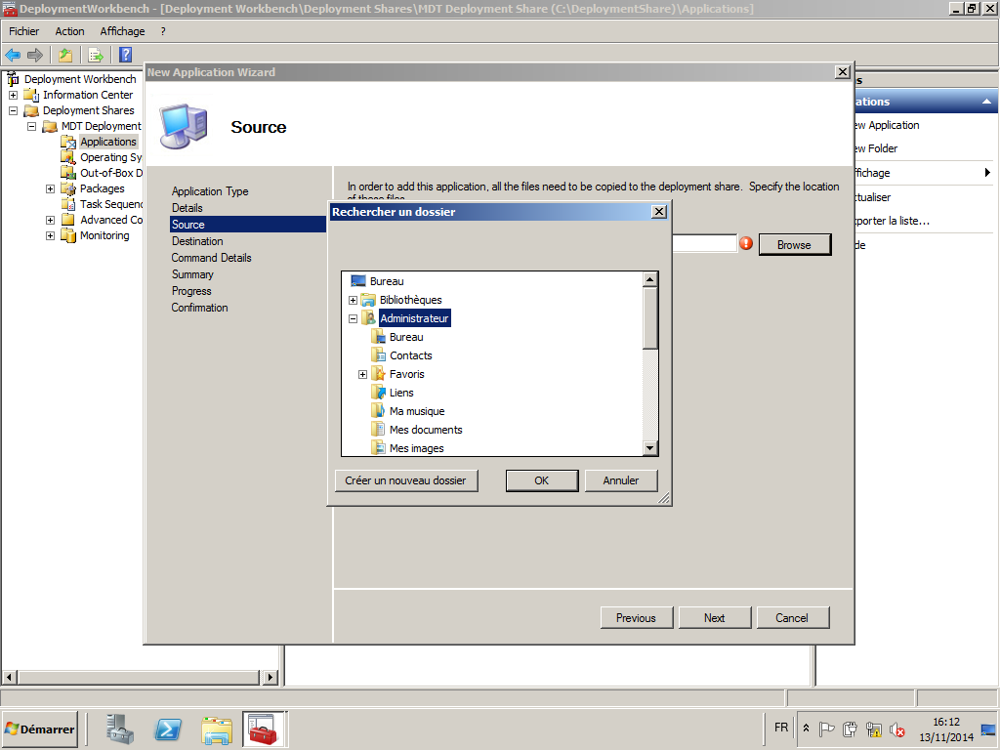 DeploymentWorkbench - [Deployment Workbench\Deployment Shares\MDT Deployment Share (C:\DeploymentShare)\Applications]
Fichier Action Affichage ?
Deployment Workbench
Information Center
Deployment Shares
MDT Deployment
Applications
Operating Sy
Out-of-Box D
Packages
Task Sequenc
Advanced Co
Monitoring
New Application Wizard
Source
Application Type
Details
Source
Destination
Command Details
Summary
Progress
Confirmation
In order to add this application, all the files need to be copied to the deployment share. Specify the location
of these files.
Browse
Rechercher un dossier
Bureau
Bibliothèques
Administrateur
Bureau
Contacts
Favoris
Liens
Ma musique
Mes documents
Mes images
Créer un nouveau dossier OK Annuler
Previous Next Cancel
s
ations
ew Application
ew Folder
ffichage
ctualiser
xporter la liste...
de
Démarrer
FR
16:12
13/11/2014